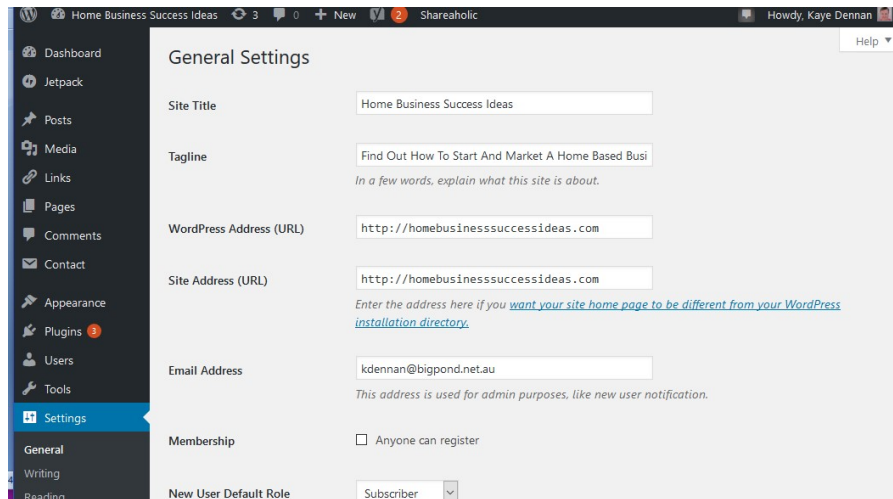 Home Business Success Ideas 3 0 + New 2 Shareaholic Howdy, Kaye Dennan
Help
Dashboard
Jetpack
Posts
Media
Links
Pages
Comments
Contact
Appearance
Plugins 3
Users
Tools
Settings
General
Writing
Reading
General Settings
Site Title Home Business Success Ideas
Tagline Find Out How To Start And Market A Home Based Busi
In a few words, explain what this site is about.
WordPress Address (URL) http://homebusinesssuccessideas.com
Site Address (URL) http://homebusinesssuccessideas.com
Enter the address here if you want your site home page to be different from your WordPress
installation directory.
Email Address kdennan@bigpond.net.au
This address is used for admin purposes, like new user notification.
Membership Anyone can register
New User Default Role Subscriber